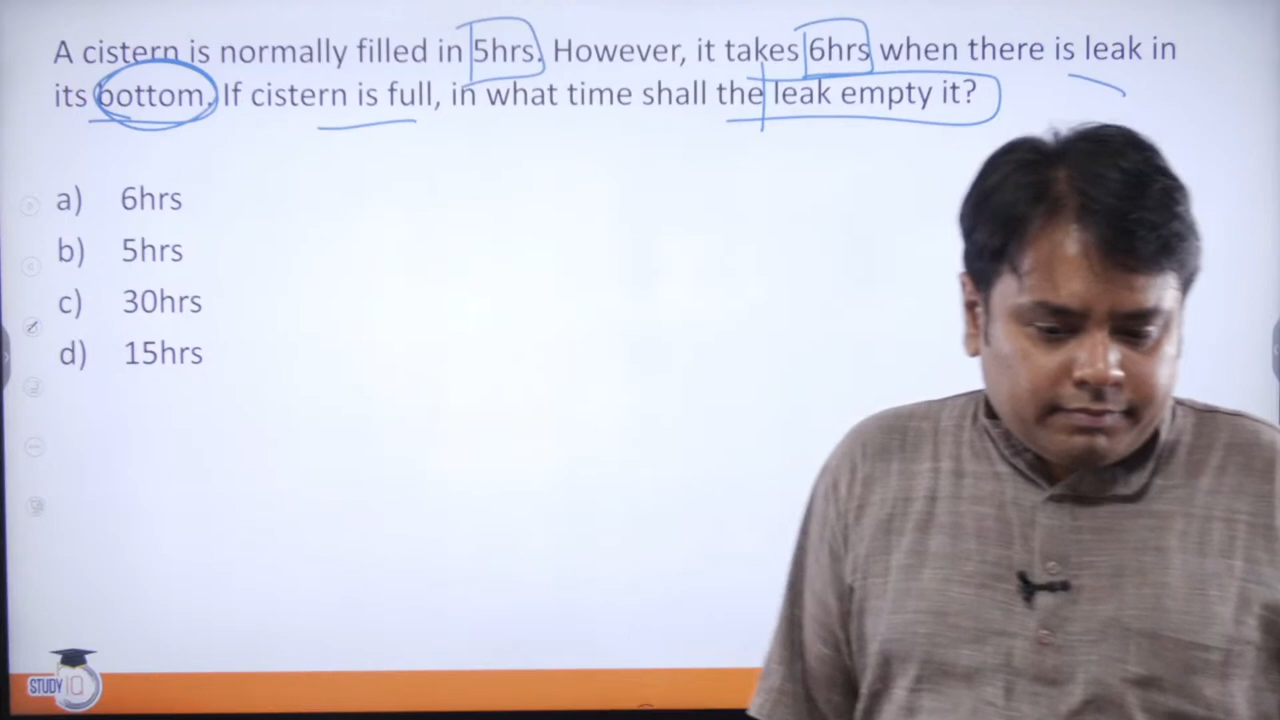 A cistern is normally filled in 5hrs. However, it takes 6hrs when there is leak in
its bottom. If cistern is full, in what time shall the leak empty it?
a) 6hrs
b) 5hrs
c) 30hrs
d) 15hrs
STUDY IQ